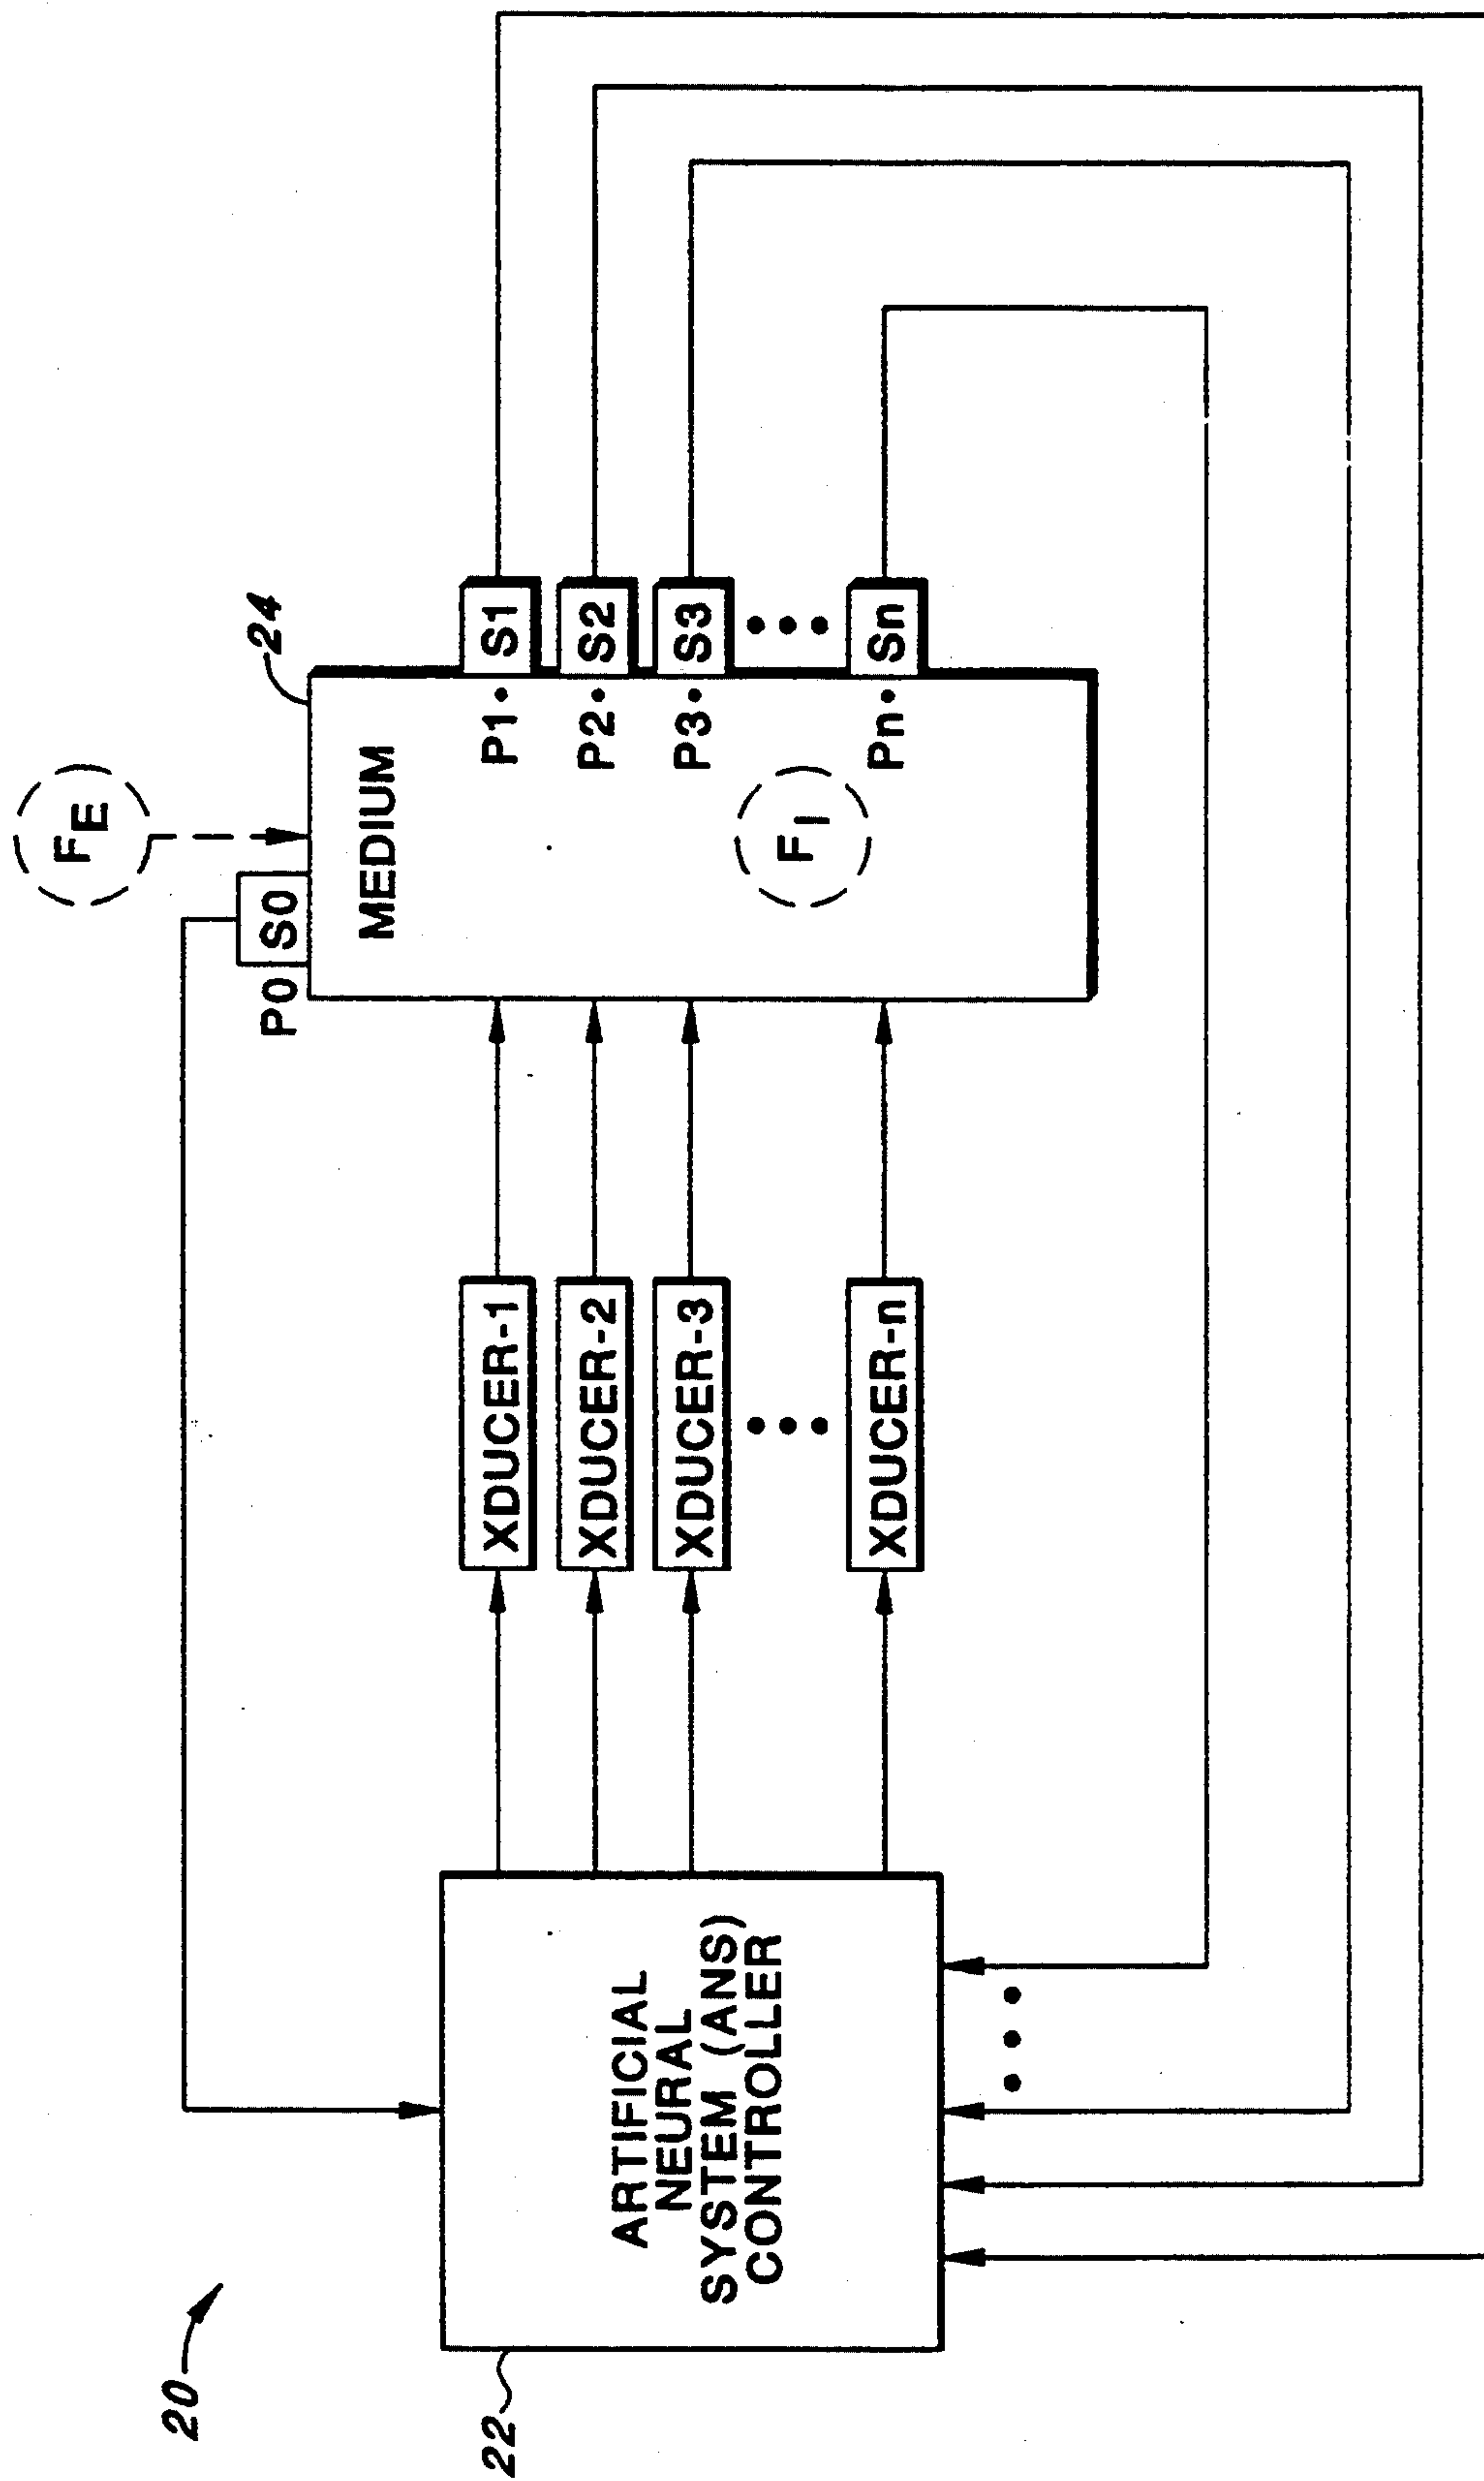 20
22
ARTIFICIAL
NEURAL
SYSTEM (ANS)
CONTROLLER
XDUCER-1
XDUCER-2
XDUCER-3
XDUCER-n
P0
S0
FE
24
MEDIUM
P1
S1
P2
S2
P3
S3
Pn
Sn
FI